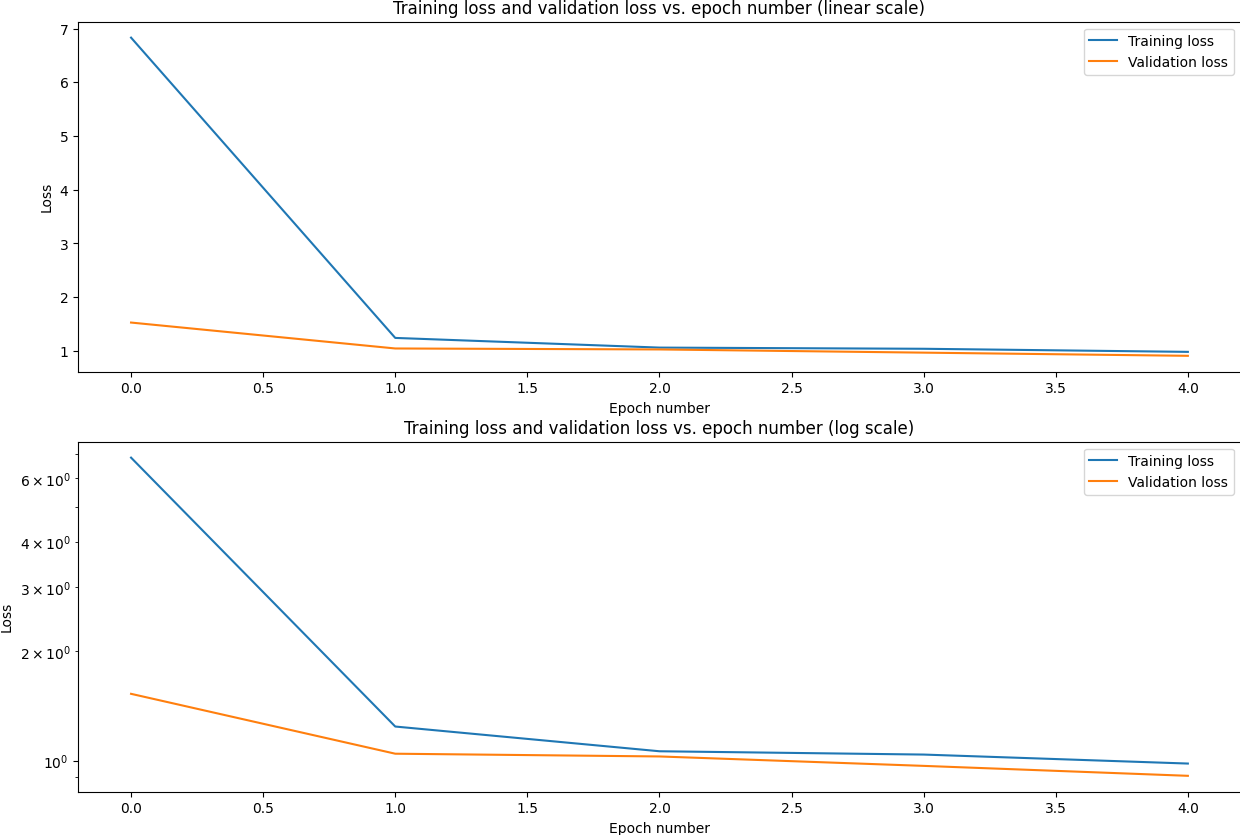 Training loss and validation loss vs. epoch number (linear scale)
7
6
5
4
3
2
1
Loss
Training loss
Validation loss
0.0 0.5 1.0 1.5 2.0 2.5 3.0 3.5 4.0
Epoch number
Training loss and validation loss vs. epoch number (log scale)
6 × 10⁰
4 × 10⁰
3 × 10⁰
2 × 10⁰
10⁰
Loss
Training loss
Validation loss
0.0 0.5 1.0 1.5 2.0 2.5 3.0 3.5 4.0
Epoch number